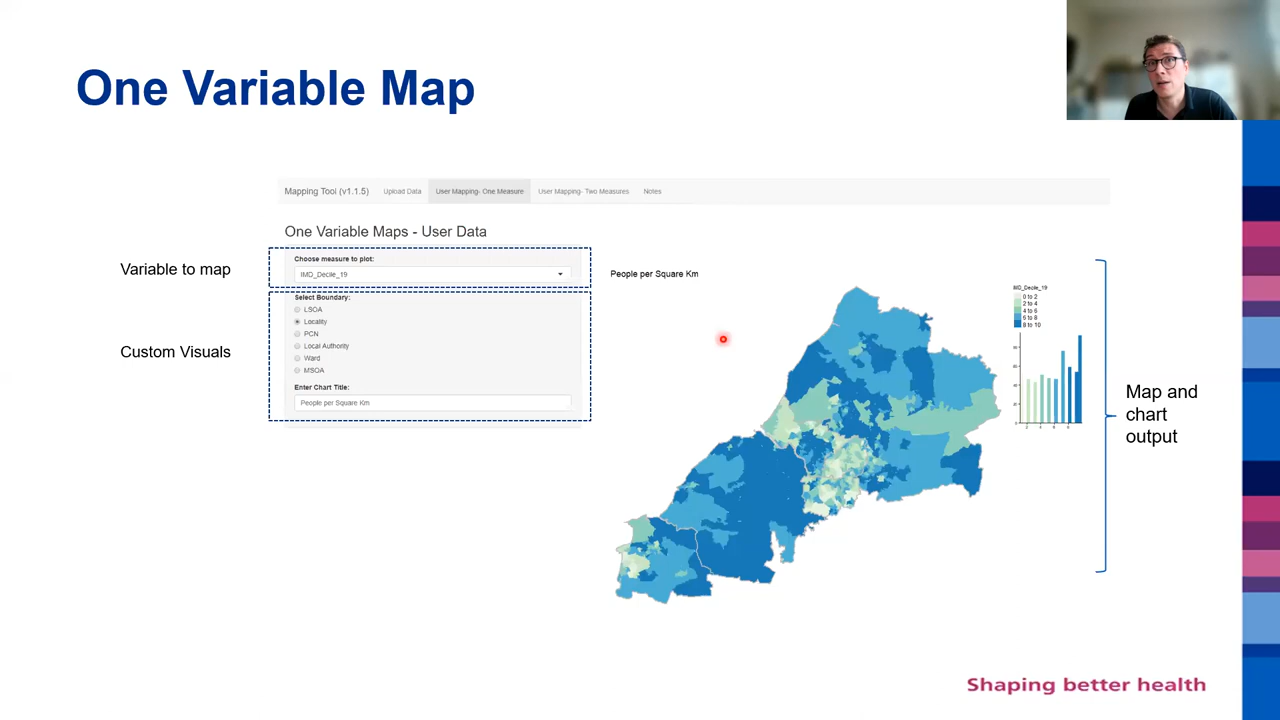 One Variable Map
Mapping Tool (v1.1.5) Upload Data User Mapping- One Measure User Mapping- Two Measures Notes
One Variable Maps - User Data
Variable to map
Choose measure to plot:
IMD_Decile_19
Custom Visuals
Select Boundary:
LSOA
Locality
PCN
Local Authority
Ward
MSOA
Enter Chart Title:
People per Square Km
People per Square Km
IMD_Decile_19
0 to 2
2 to 4
4 to 6
6 to 8
8 to 10
Map and
chart
output
Shaping better health